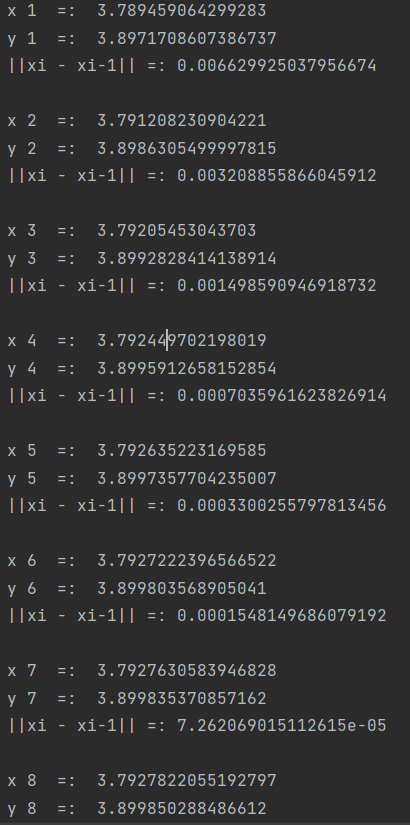 x 1  =:  3.789459064299283
y 1  =:  3.8971708607386737
||xi - xi-1|| =: 0.006629925037956674
x 2  =:  3.791208230904221
y 2  =:  3.8986305499997815
||xi - xi-1|| =: 0.003208855866045912
x 3  =:  3.79205453043703
y 3  =:  3.8992828414138914
||xi - xi-1|| =: 0.001498590946918732
x 4  =:  3.792449702198019
y 4  =:  3.8995912658152854
||xi - xi-1|| =: 0.0007035961623826914
x 5  =:  3.792635223169585
y 5  =:  3.8997357704235007
||xi - xi-1|| =: 0.0003300255797813456
x 6  =:  3.7927222396566522
y 6  =:  3.899803568905041
||xi - xi-1|| =: 0.0001548149686079192
x 7  =:  3.7927630583946828
y 7  =:  3.899835370857162
||xi - xi-1|| =: 7.262069015112615e-05
x 8  =:  3.7927822055192797
y 8  =:  3.899850288486612